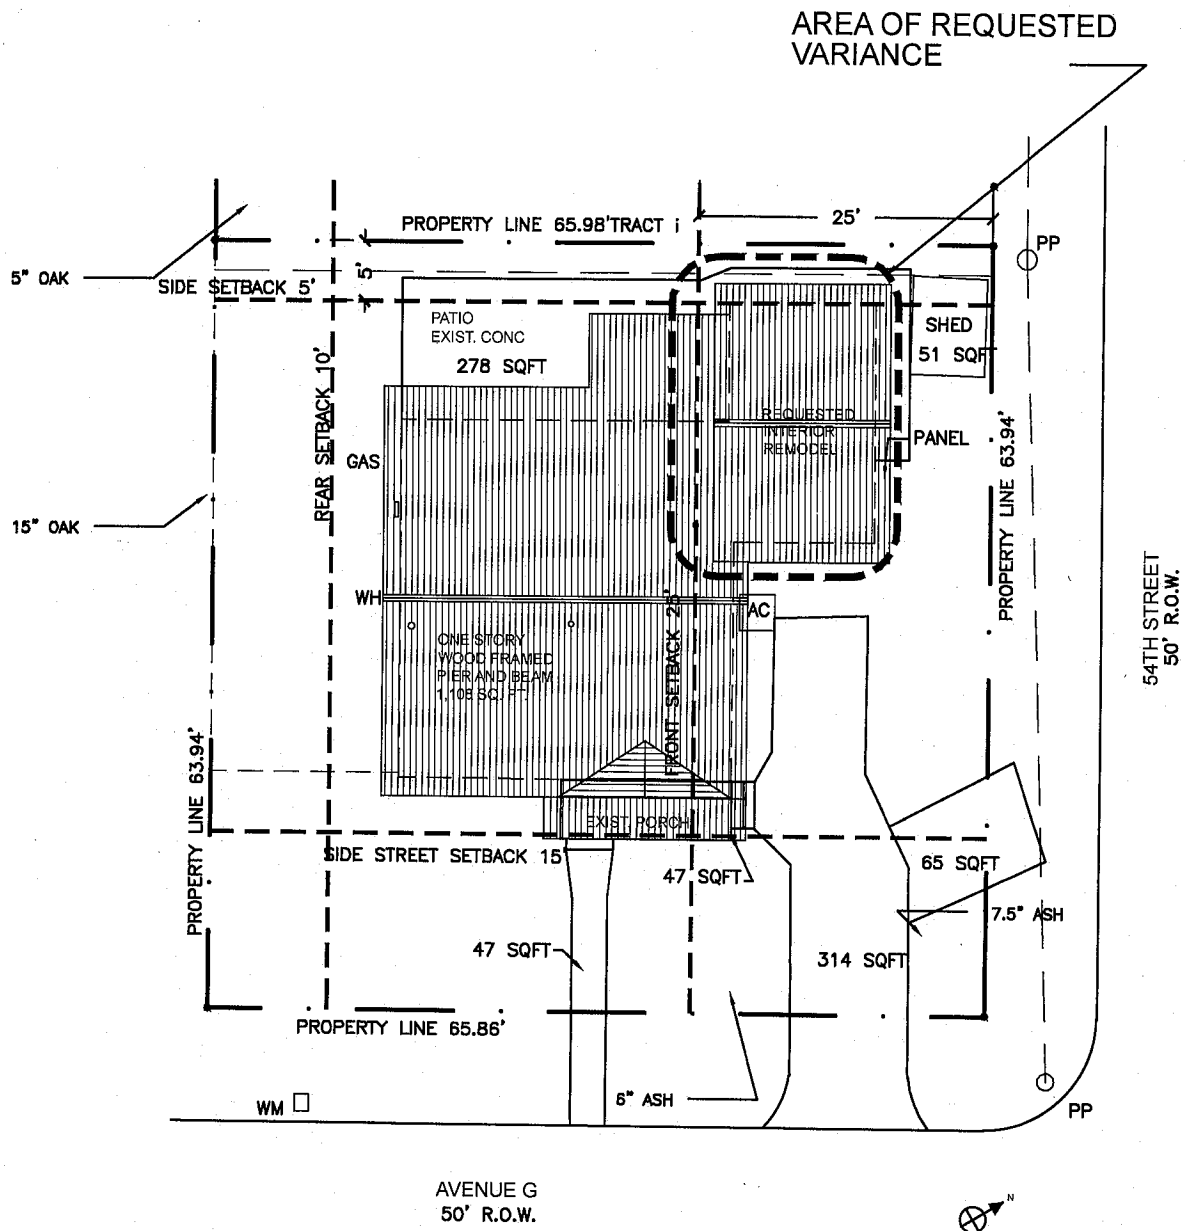 AREA OF REQUESTED
VARIANCE
PROPERTY LINE 65.98'TRACT i
25'
PP
5" OAK
SIDE SETBACK 5'
5'
PATIO
EXIST. CONC
278 SQFT
SHED
51 SQFT
REAR SETBACK 10'
REQUESTED
INTERIOR
REMODEL
PANEL
GAS
PROPERTY LINE 63.94'
15" OAK
54TH STREET
50' R.O.W.
WH
AC
FRONT SETBACK 25'
ONE STORY
WOOD FRAMED
PIER AND BEAM
1,108 SQ. FT.
PROPERTY LINE 63.94'
EXIST. PORCH
SIDE STREET SETBACK 15'
47 SQFT
65 SQFT
7.5" ASH
47 SQFT
314 SQFT
PROPERTY LINE 65.86'
WM
6" ASH
PP
AVENUE G
50' R.O.W.
N